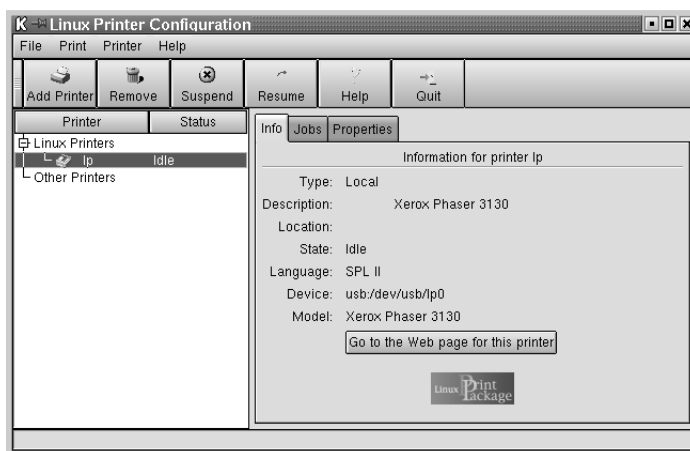 Linux Printer Configuration
File Print Printer Help
Add Printer Remove Suspend Resume Help Quit
Printer Status
Linux Printers
lp Idle
Other Printers
Info Jobs Properties
Information for printer lp
Type: Local
Description: Xerox Phaser 3130
Location:
State: Idle
Language: SPL II
Device: usb:/dev/usb/lp0
Model: Xerox Phaser 3130
Go to the Web page for this printer
Linux Print Package